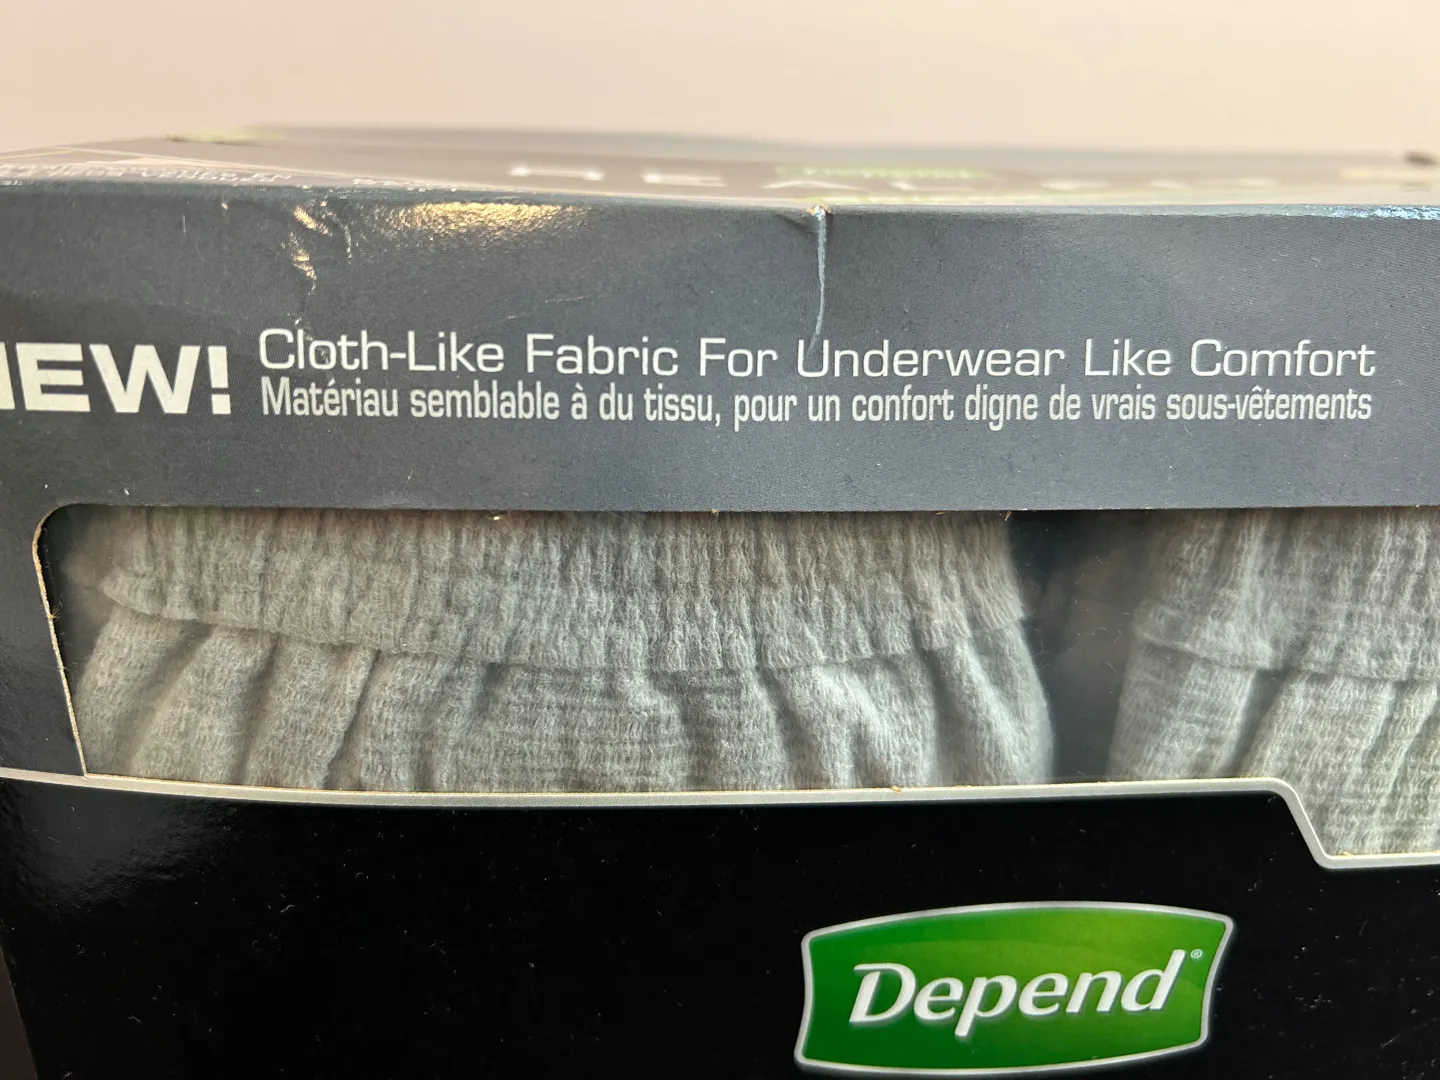 NEW!
Cloth-Like Fabric For Underwear Like Comfort
Matériau semblable à du tissu, pour un confort digne de vrais sous-vêtements
Depend®